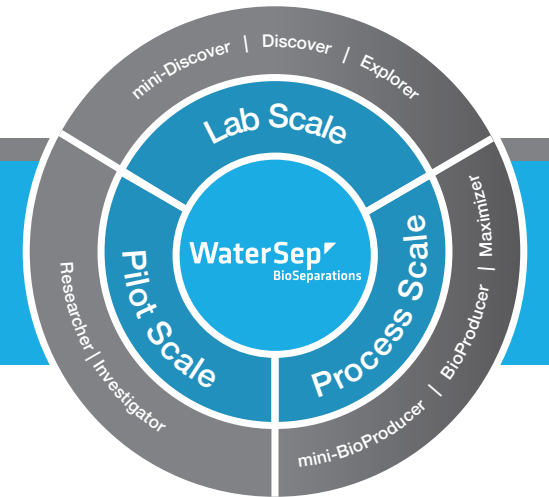 mini-Discover | Discover | Explorer
Lab Scale
WaterSep
BioSeparations
Pilot Scale
Researcher | Investigator
Process Scale
mini-BioProducer | BioProducer | Maximizer